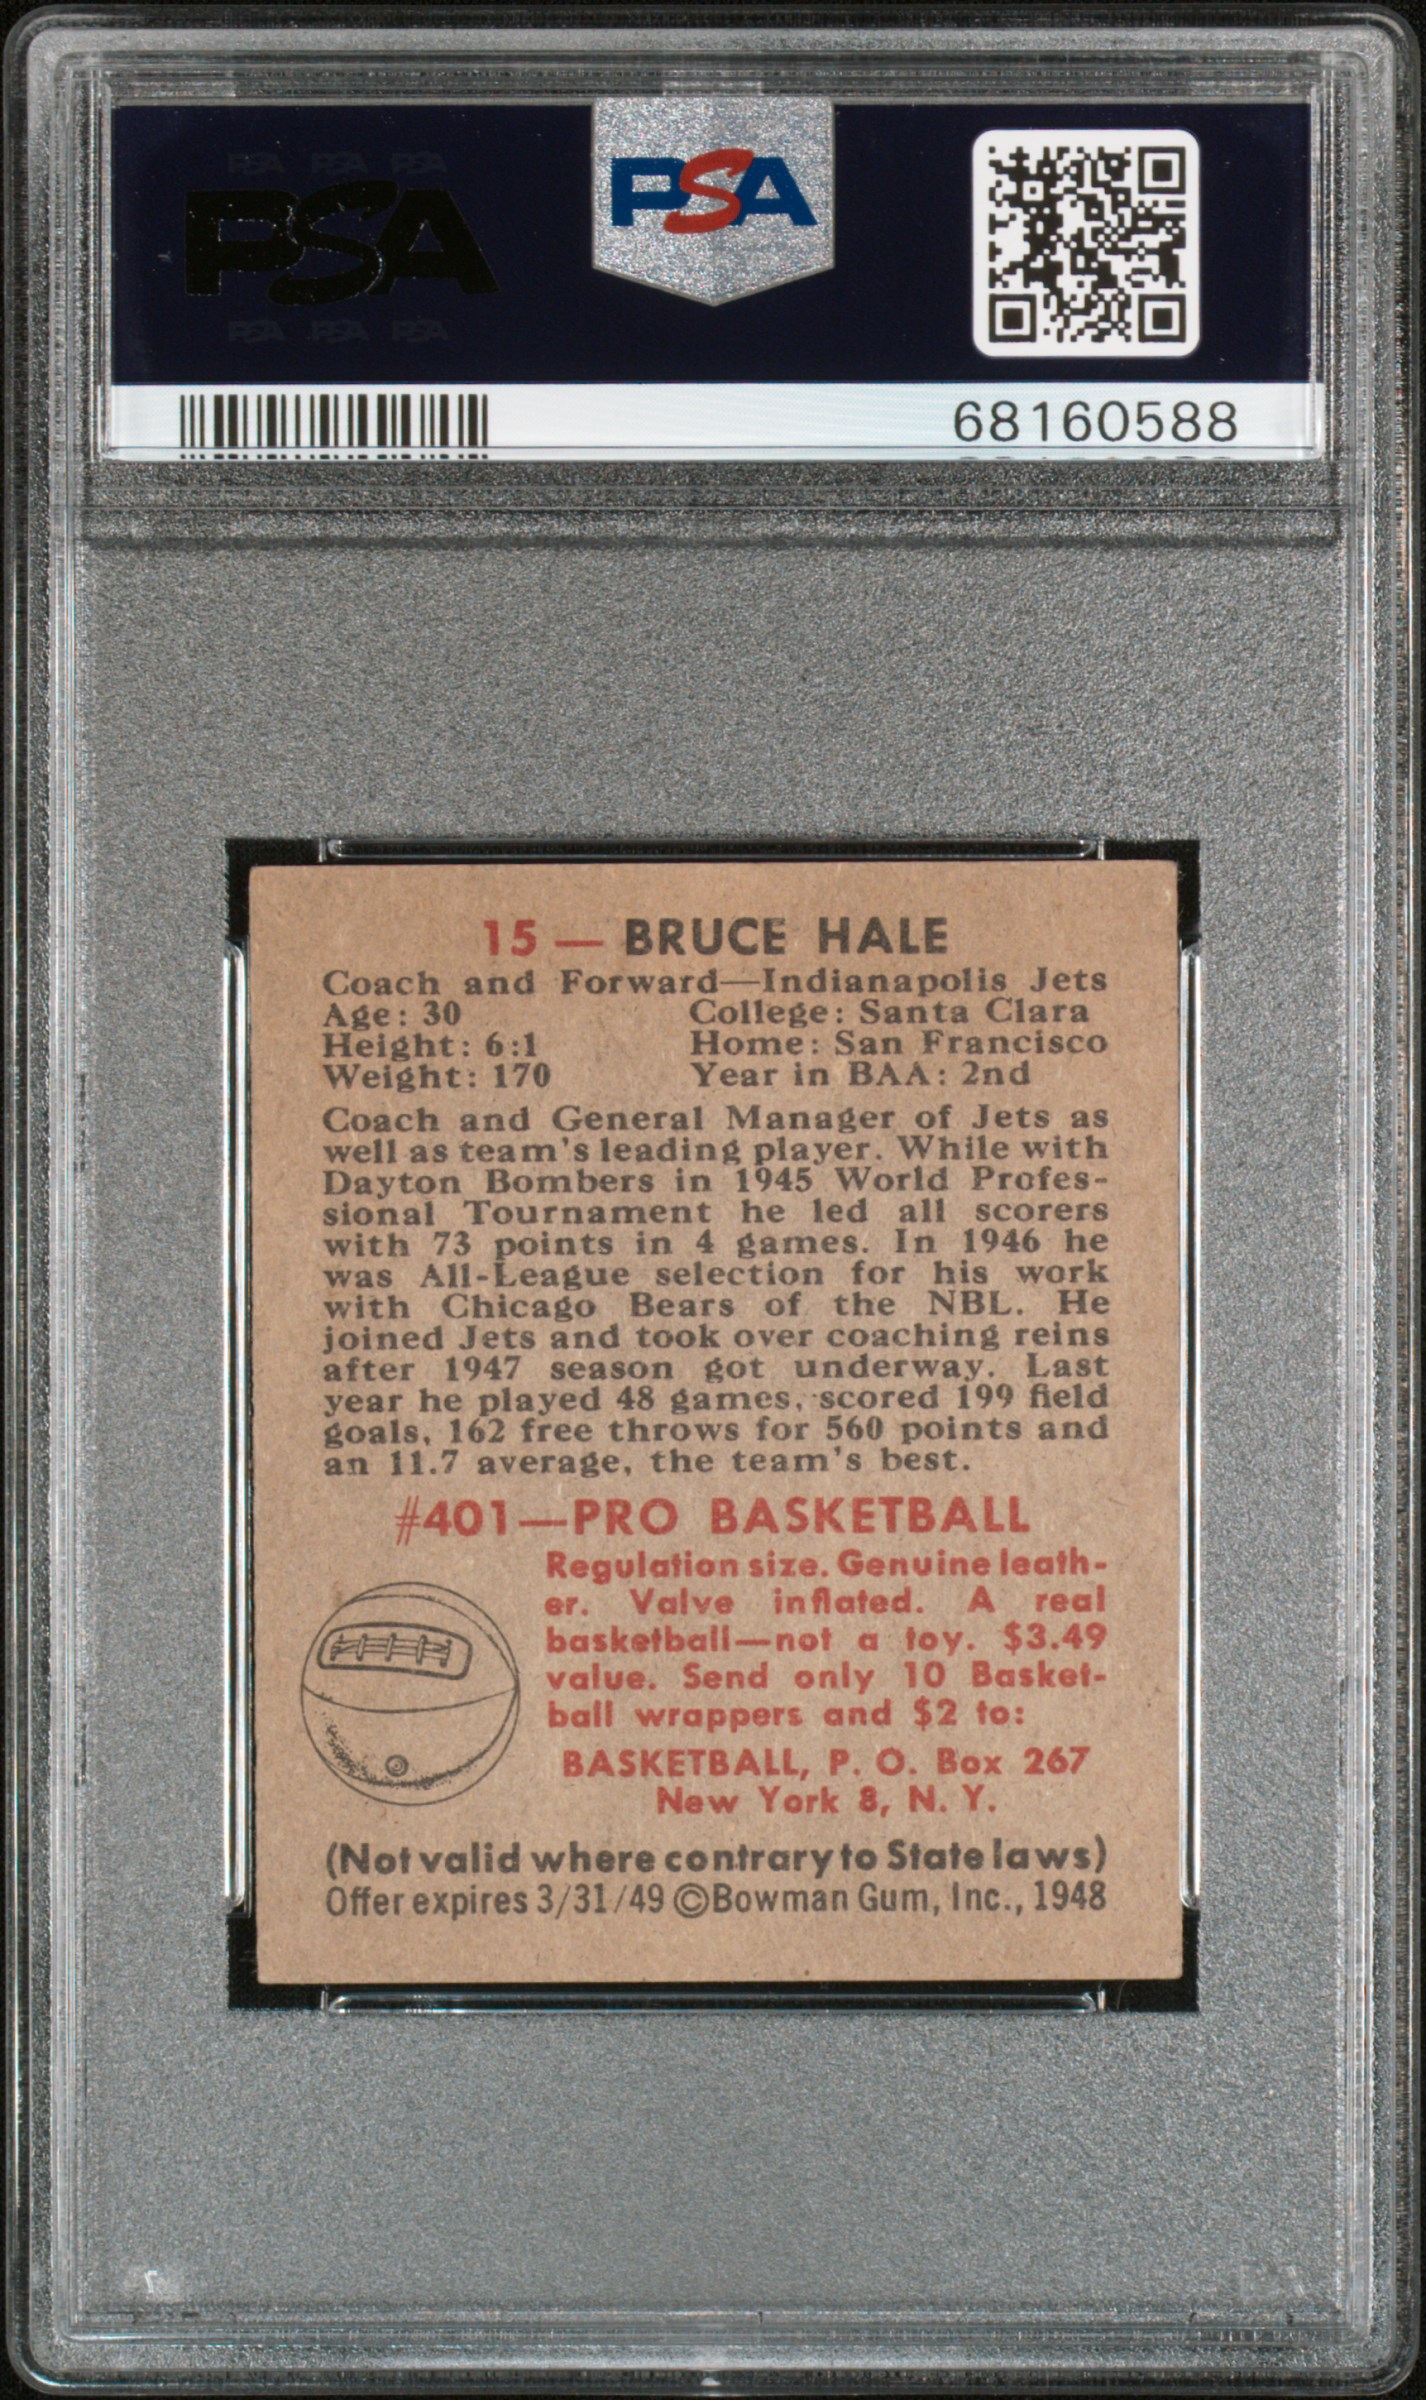 PSA PSA PSA
PSA
PSA PSA PSA
PSA
68160588
15 — BRUCE HALE
Coach and Forward—Indianapolis Jets
Age: 30 College: Santa Clara
Height: 6:1 Home: San Francisco
Weight: 170 Year in BAA: 2nd
Coach and General Manager of Jets as
well as team's leading player. While with
Dayton Bombers in 1945 World Profes-
sional Tournament he led all scorers
with 73 points in 4 games. In 1946 he
was All-League selection for his work
with Chicago Bears of the NBL. He
joined Jets and took over coaching reins
after 1947 season got underway. Last
year he played 48 games, scored 199 field
goals, 162 free throws for 560 points and
an 11.7 average, the team's best.
#401—PRO BASKETBALL
Regulation size. Genuine leath-
er. Valve inflated. A real
basketball—not a toy. $3.49
value. Send only 10 Basket-
ball wrappers and $2 to:
BASKETBALL, P. O. Box 267
New York 8, N. Y.
(Not valid where contrary to State laws)
Offer expires 3/31/49 ©Bowman Gum, Inc., 1948